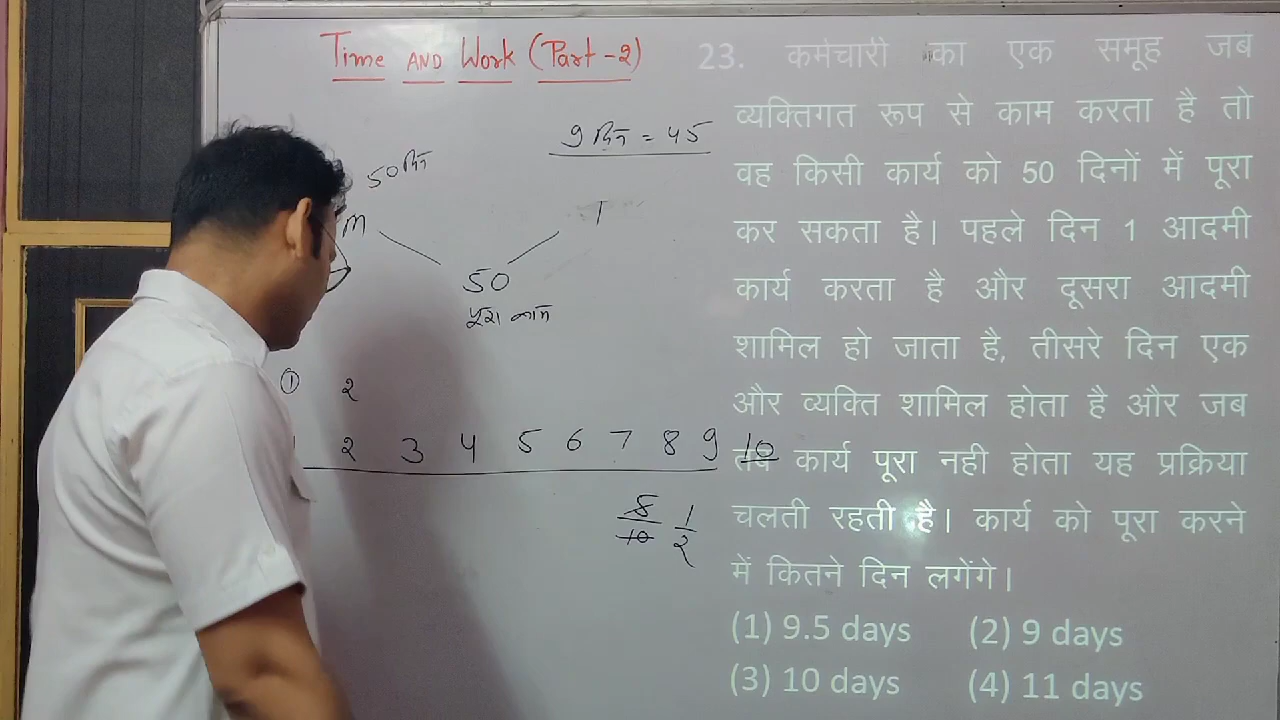 Time AND Work (Part-2)
9 दिन = 45
50 दिन
M
50
पूरा काम
① 2
2 3 4 5 6 7 8 9 10
5/10 1/2
23. कर्मचारी का एक समूह जब
व्यक्तिगत रूप से काम करता है तो
वह किसी कार्य को 50 दिनों में पूरा
कर सकता है। पहले दिन 1 आदमी
कार्य करता है और दूसरा आदमी
शामिल हो जाता है, तीसरे दिन एक
और व्यक्ति शामिल होता है और जब
तब कार्य पूरा नही होता यह प्रक्रिया
चलती रहती है। कार्य को पूरा करने
में कितने दिन लगेंगे।
(1) 9.5 days (2) 9 days
(3) 10 days (4) 11 days